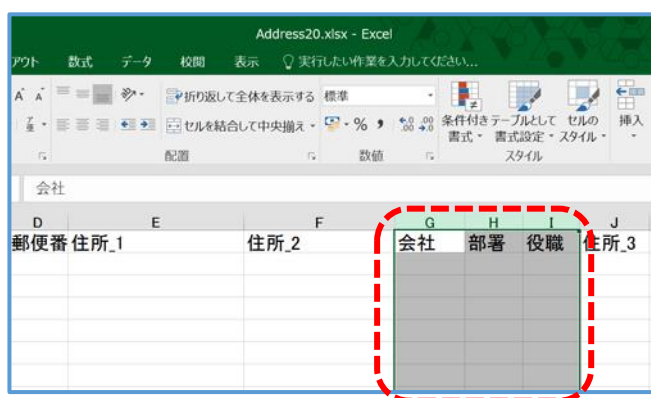 Address20.xlsx - Excel
アウト 数式 データ 校閲 表示 実行したい作業を入力してください...
A A 折り返して全体を表示する 標準
セルを結合して中央揃え % , .0 .00 .00 .0 条件付き 書式 テーブルとして 書式設定 セルの スタイル 挿入
配置 数値 スタイル
会社
D E F G H I J
郵便番 住所_1 住所_2 会社 部署 役職 住所_3